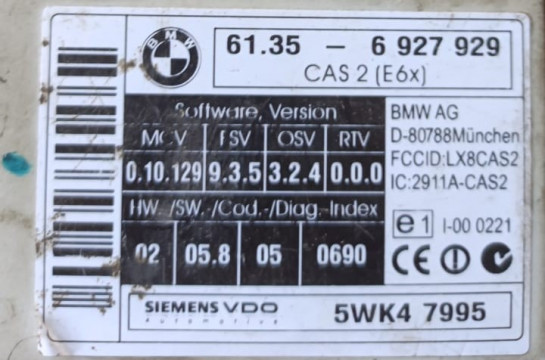 BMW
61.35 - 6 927 929
CAS 2 (E6x)
Software, Version
MCV FSV OSV RTV
0.10.129 9.3.5 3.2.4 0.0.0
HW. /SW. -/Cod. -/Diag. -Index
02 05.8 05 0690
BMW AG
D-80788München
FCCID:LX8CAS2
IC:2911A-CAS2
e1 I-00 0221
CE
SIEMENS VDO
Automotive
5WK4 7995